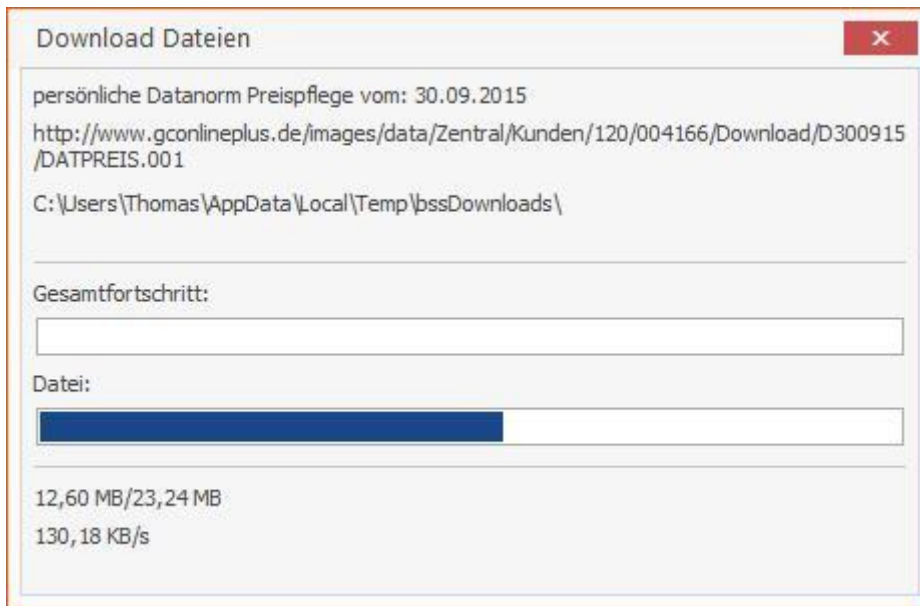 Download Dateien
persönliche Datanorm Preispflege vom: 30.09.2015
http://www.gconlineplus.de/images/data/Zentral/Kunden/120/004166/Download/D300915
/DATPREIS.001
C:\Users\Thomas\AppData\Local\Temp\bssDownloads\
Gesamtfortschritt:
Datei:
12,60 MB/23,24 MB
130,18 KB/s